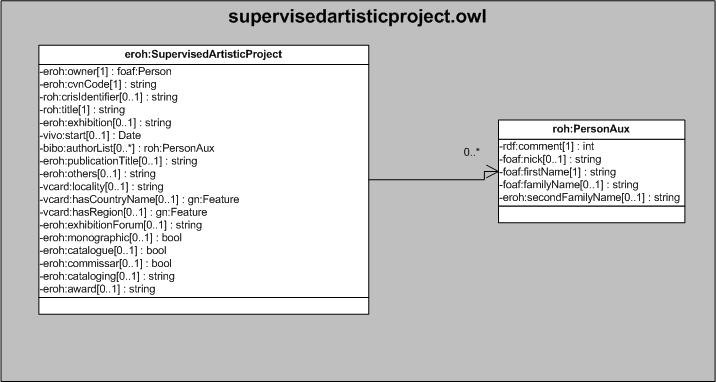 supervisedartisticproject.owl
eroh:SupervisedArtisticProject
-eroh:owner[1] : foaf:Person
-eroh:cvnCode[1] : string
-roh:crisIdentifier[0..1] : string
-roh:title[1] : string
-eroh:exhibition[0..1] : string
-vivo:start[0..1] : Date
-bibo:authorList[0..*] : roh:PersonAux
-eroh:publicationTitle[0..1] : string
-eroh:others[0..1] : string
-vcard:locality[0..1] : string
-vcard:hasCountryName[0..1] : gn:Feature
-vcard:hasRegion[0..1] : gn:Feature
-eroh:exhibitionForum[0..1] : string
-eroh:monographic[0..1] : bool
-eroh:catalogue[0..1] : bool
-eroh:commissar[0..1] : bool
-eroh:cataloging[0..1] : string
-eroh:award[0..1] : string
0..*
roh:PersonAux
-rdf:comment[1] : int
-foaf:nick[0..1] : string
-foaf:firstName[1] : string
-foaf:familyName[0..1] : string
-eroh:secondFamilyName[0..1] : string